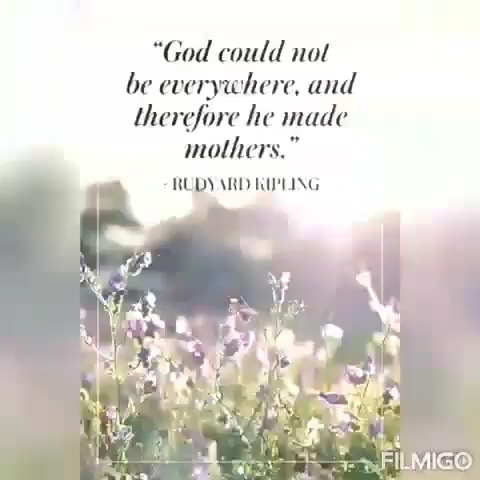 “God could not
be everywhere, and
therefore he made
mothers.”
- RUDYARD KIPLING
FILMIGO